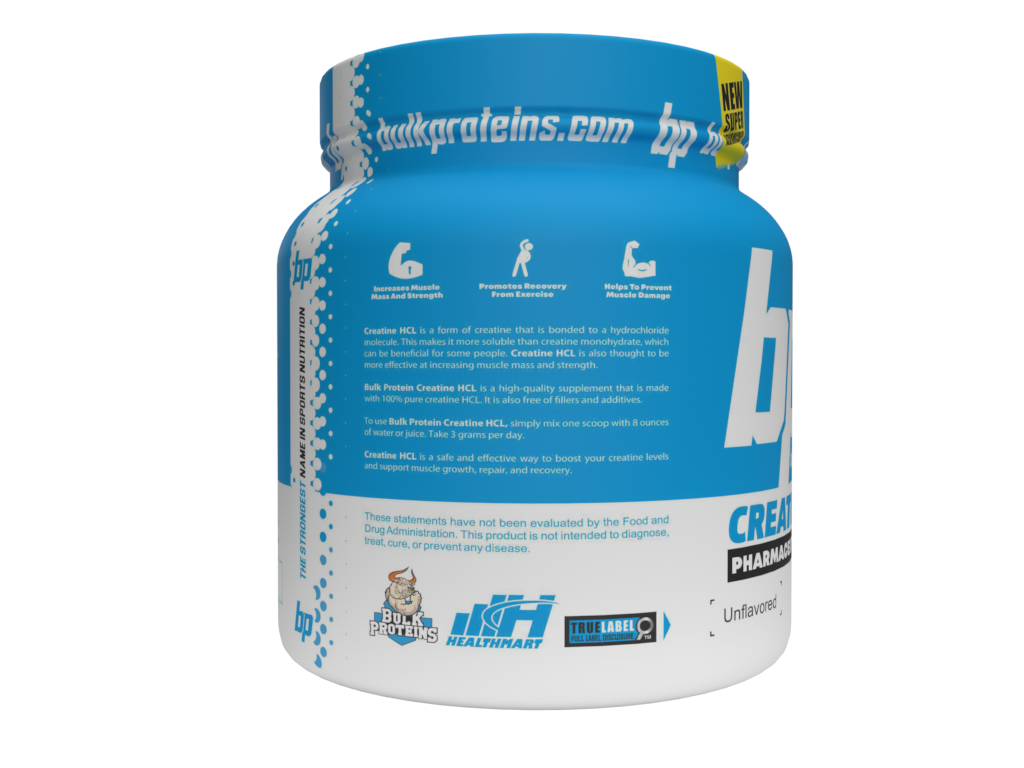 bulkproteins.com bp
NEW
SUPER
bp
THE STRONGEST NAME IN SPORTS NUTRITION
bp
Increases Muscle
Mass And Strength
Promotes Recovery
From Exercise
Helps To Prevent
Muscle Damage
Creatine HCL is a form of creatine that is bonded to a hydrochloride
molecule. This makes it more soluble than creatine monohydrate, which
can be beneficial for some people. Creatine HCL is also thought to be
more effective at increasing muscle mass and strength.
Bulk Protein Creatine HCL is a high-quality supplement that is made
with 100% pure creatine HCL. It is also free of fillers and additives.
To use Bulk Protein Creatine HCL, simply mix one scoop with 8 ounces
of water or juice. Take 3 grams per day.
Creatine HCL is a safe and effective way to boost your creatine levels
and support muscle growth, repair, and recovery.
These statements have not been evaluated by the Food and
Drug Administration. This product is not intended to diagnose,
treat, cure, or prevent any disease.
BULK
PROTEINS
HEALTHMART
TRUELABEL
FULL LABEL DISCLOSURE
TM
Unflavored